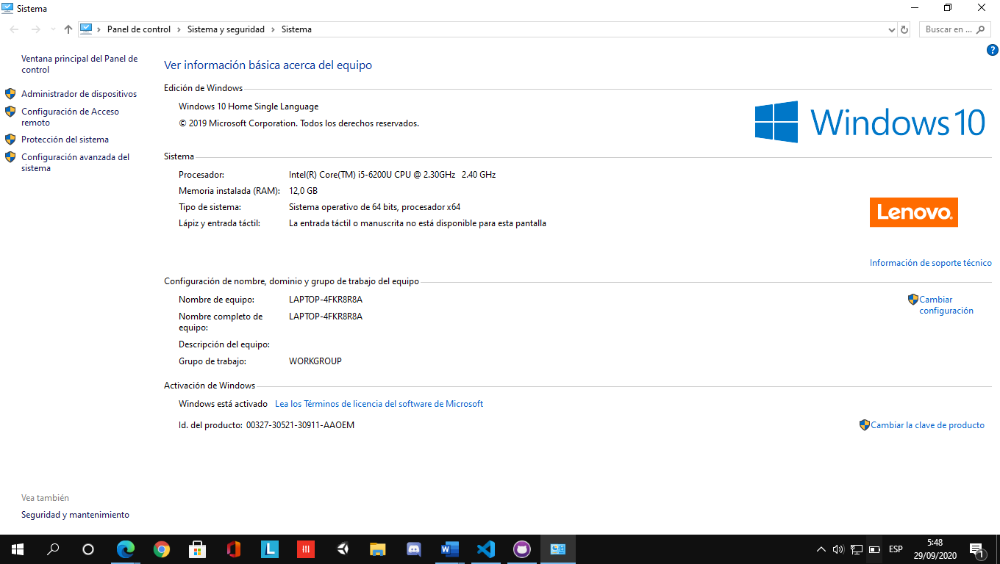 Sistema
Panel de control
Sistema y seguridad
Sistema
Buscar en ...
?
Ventana principal del Panel de
control
Administrador de dispositivos
Configuración de Acceso
remoto
Protección del sistema
Configuración avanzada del
sistema
Ver información básica acerca del equipo
Edición de Windows
Windows 10 Home Single Language
© 2019 Microsoft Corporation. Todos los derechos reservados.
Windows 10
Sistema
Procesador: Intel(R) Core(TM) i5-6200U CPU @ 2.30GHz 2.40 GHz
Memoria instalada (RAM): 12,0 GB
Tipo de sistema: Sistema operativo de 64 bits, procesador x64
Lápiz y entrada táctil: La entrada táctil o manuscrita no está disponible para esta pantalla
Lenovo.
Información de soporte técnico
Configuración de nombre, dominio y grupo de trabajo del equipo
Nombre de equipo: LAPTOP-4FKR8R8A
Cambiar
configuración
Nombre completo de
equipo:
LAPTOP-4FKR8R8A
Descripción del equipo:
Grupo de trabajo: WORKGROUP
Activación de Windows
Windows está activado Lea los Términos de licencia del software de Microsoft
Id. del producto: 00327-30521-30911-AAOEM
Cambiar la clave de producto
Vea también
Seguridad y mantenimiento
L
W
ESP
5:48
29/09/2020
1